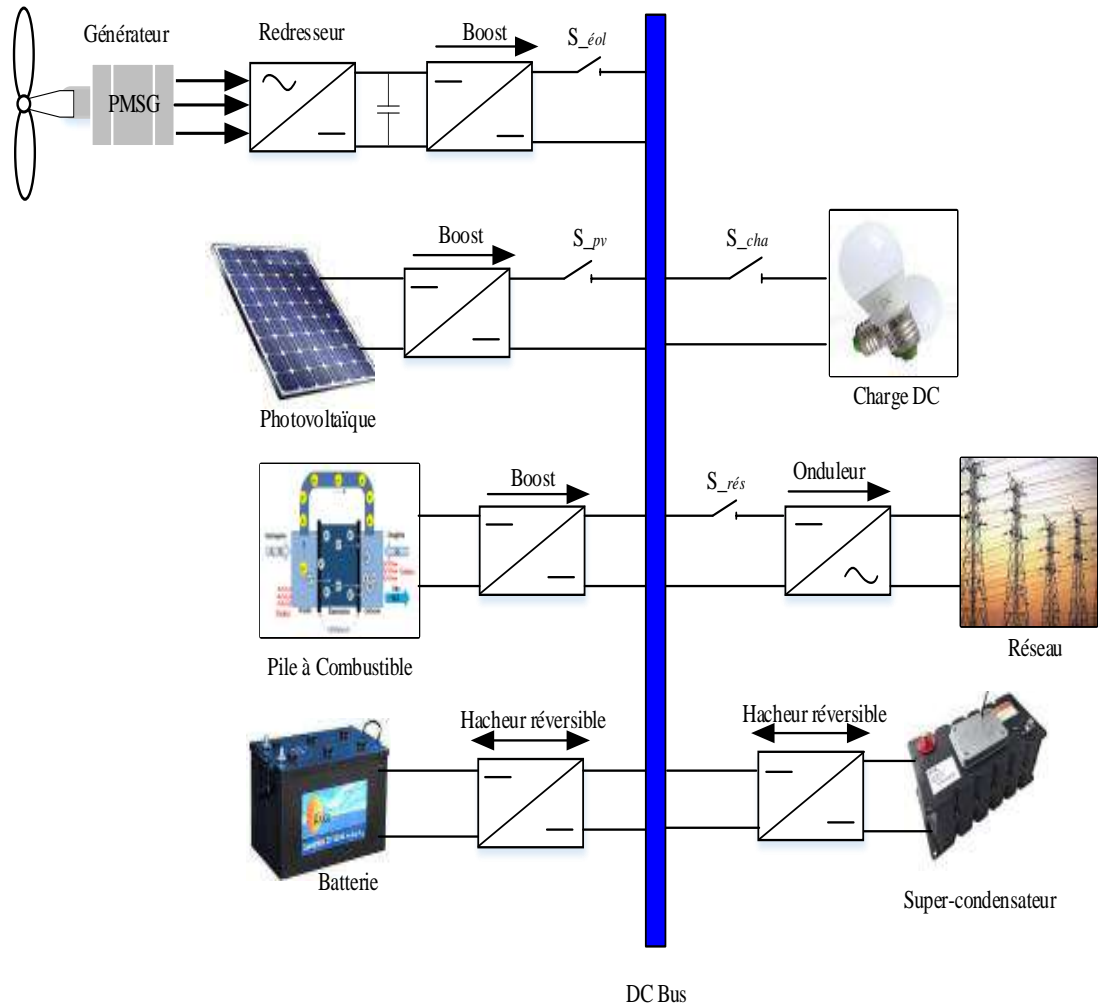 Générateur
Redresseur
Boost
S_éol
PMSG
Boost
S_pv
S_cha
Photovoltaïque
Charge DC
Boost
S_rés
Onduleur
Pile à Combustible
Réseau
Hacheur réversible
Hacheur réversible
Batterie
Super-condensateur
DC Bus